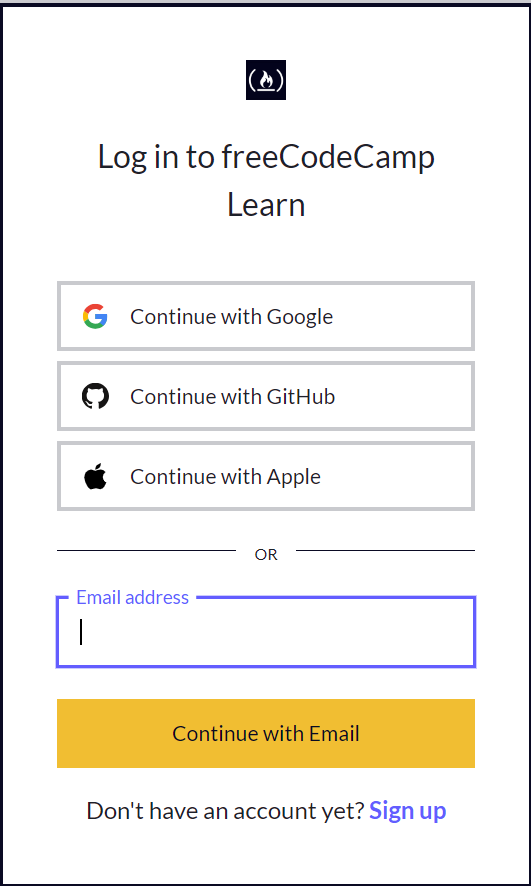 Log in to freeCodeCamp
Learn
Continue with Google
Continue with GitHub
Continue with Apple
OR
Email address
Continue with Email
Don't have an account yet? Sign up